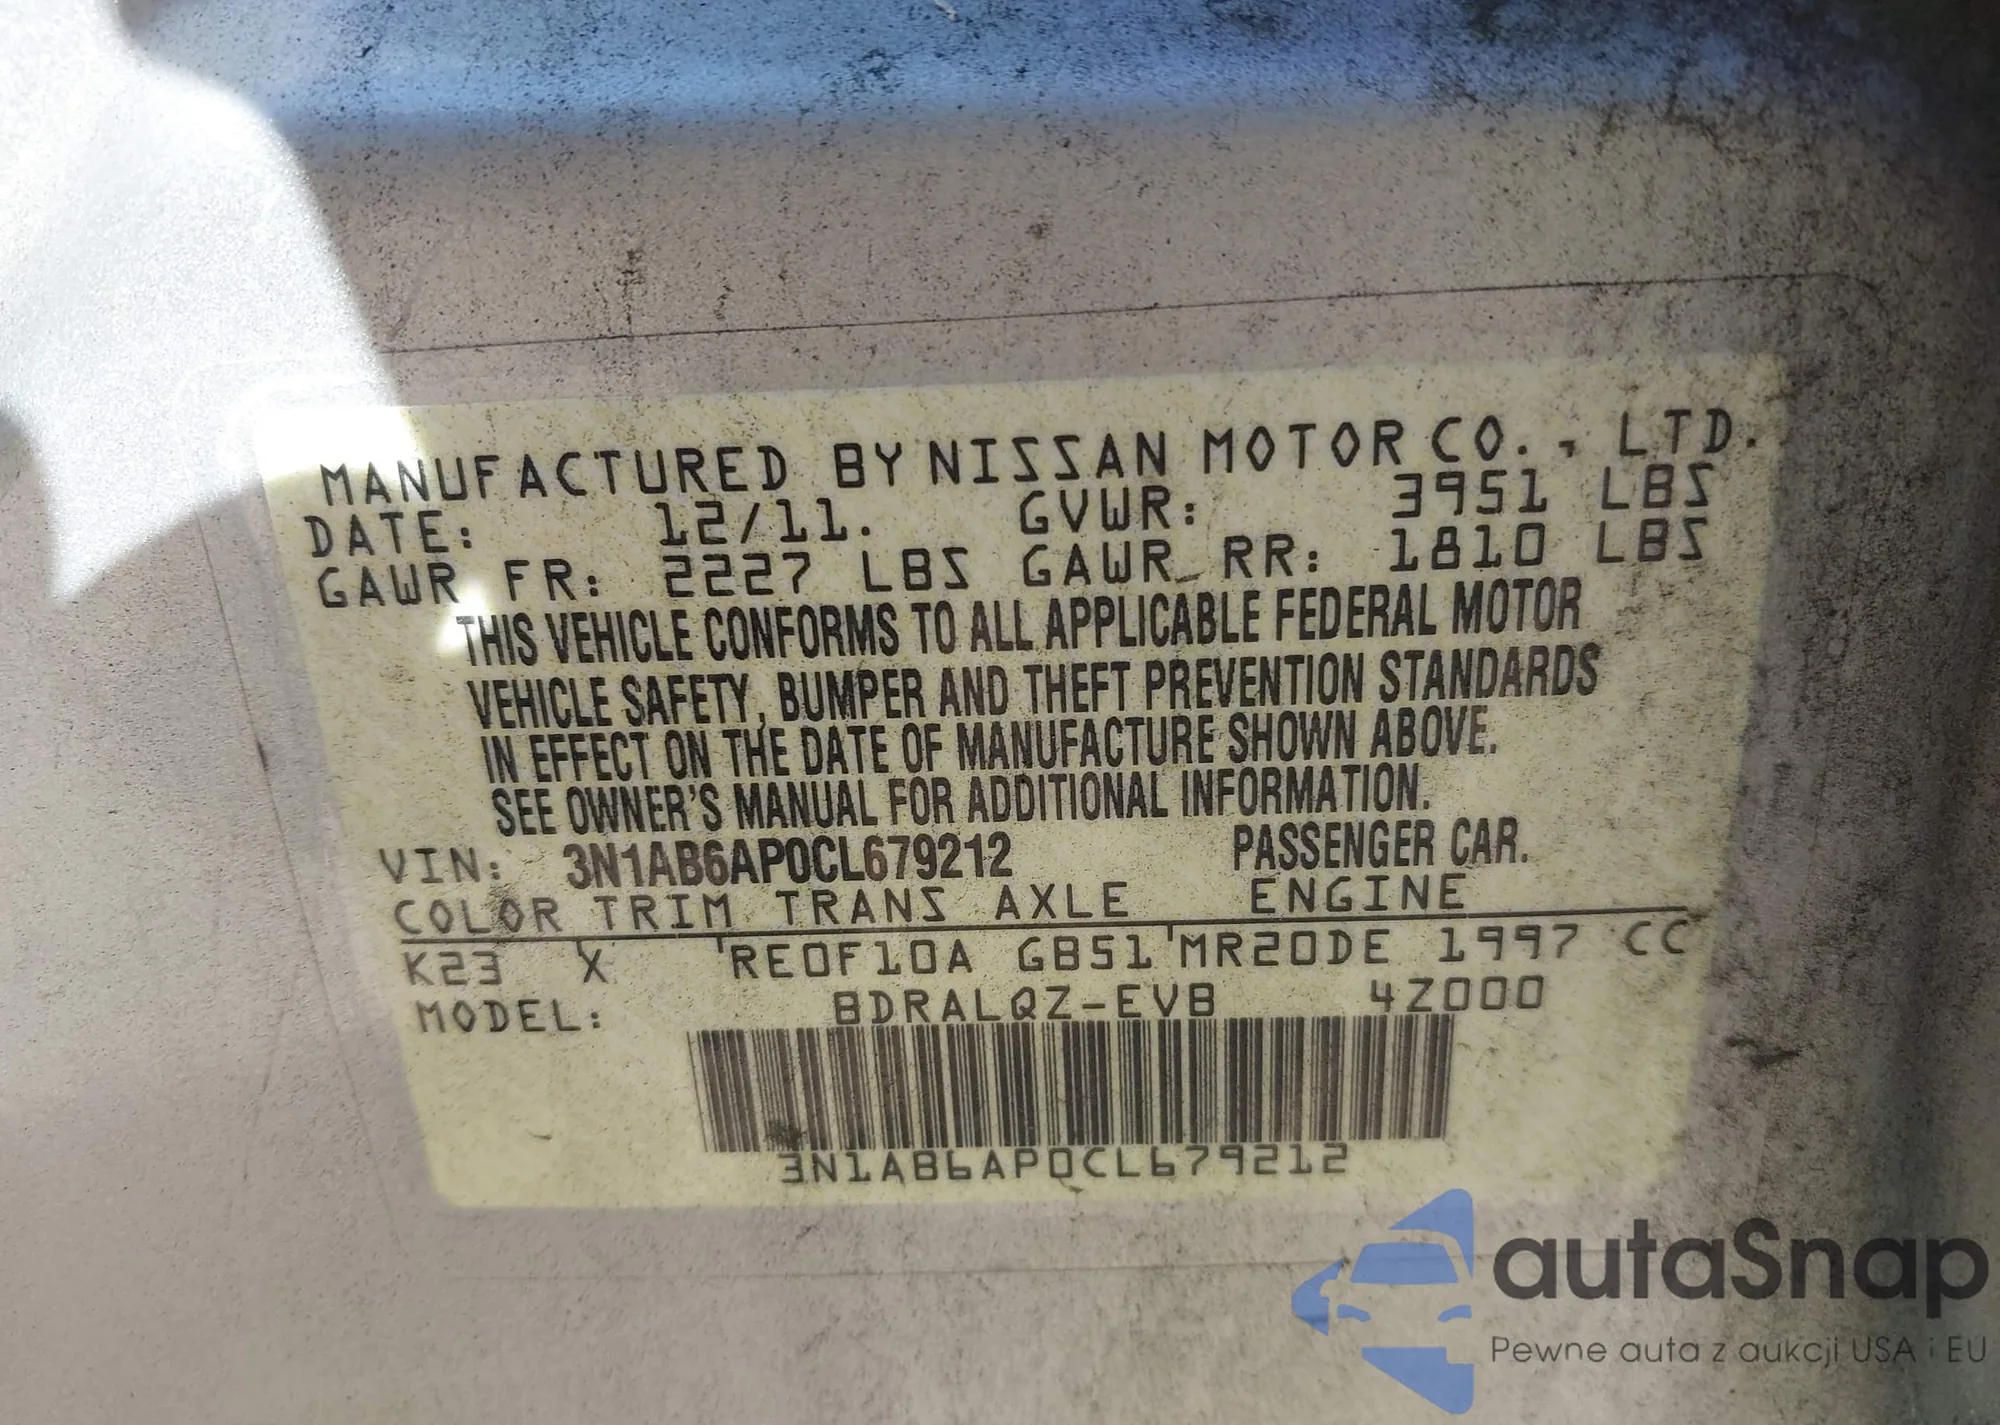 MANUFACTURED BY NISSAN MOTOR CO., LTD.
DATE: 12/11. GVWR: 3951 LBS
GAWR FR: 2227 LBS GAWR RR: 1810 LBS
THIS VEHICLE CONFORMS TO ALL APPLICABLE FEDERAL MOTOR
VEHICLE SAFETY, BUMPER AND THEFT PREVENTION STANDARDS
IN EFFECT ON THE DATE OF MANUFACTURE SHOWN ABOVE.
SEE OWNER'S MANUAL FOR ADDITIONAL INFORMATION.
VIN: 3N1AB6AP0CL679212 PASSENGER CAR.
COLOR TRIM TRANS AXLE ENGINE
K23 X RE0F10A GB51 MR20DE 1997 CC
MODEL: BDRALQZ-EVB 4Z000
3N1AB6AP0CL679212
autaSnap
Pewne auta z aukcji USA i EU